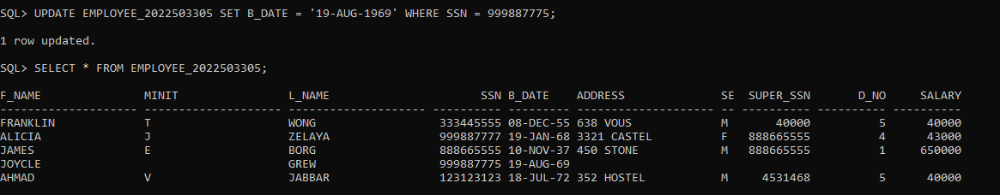 SQL> UPDATE EMPLOYEE_2022503305 SET B_DATE = '19-AUG-1969' WHERE SSN = 999887775;
1 row updated.
SQL> SELECT * FROM EMPLOYEE_2022503305;
F_NAME               MINIT                L_NAME                      SSN B_DATE    ADDRESS              SE  SUPER_SSN       D_NO     SALARY
-------------------- -------------------- -------------------- ---------- --------- -------------------- -- ---------- ---------- ----------
FRANKLIN             T                    WONG                  333445555 08-DEC-55 638 VOUS             M       40000          5      40000
ALICIA               J                    ZELAYA                999887777 19-JAN-68 3321 CASTEL          F   888665555          4      43000
JAMES                E                    BORG                  888665555 10-NOV-37 450 STONE            M   888665555          1     650000
JOYCLE                                    GREW                  999887775 19-AUG-69
AHMAD                V                    JABBAR                123123123 18-JUL-72 352 HOSTEL           M     4531468          5      40000